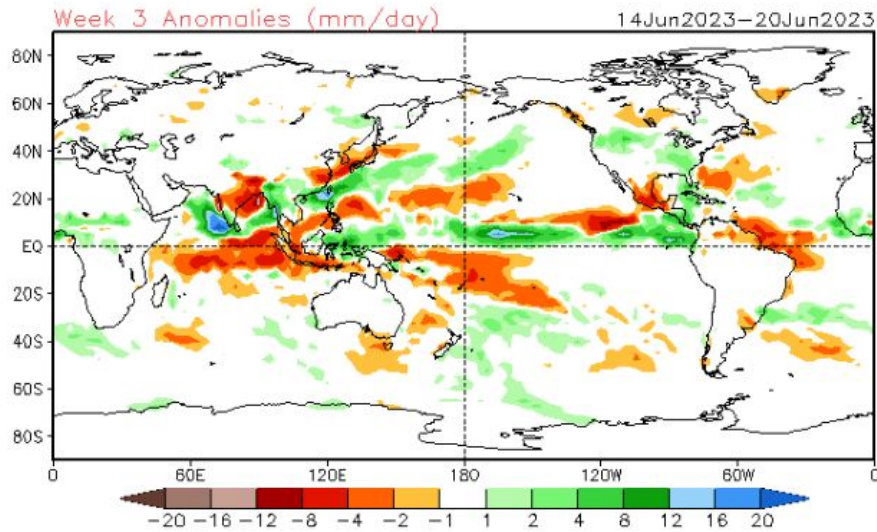 Week 3 Anomalies (mm/day) 14Jun2023-20Jun2023
80N
60N
40N
20N
EQ
20S
40S
60S
80S
0 60E 120E 180 120W 60W 0
-20 -16 -12 -8 -4 -2 -1 1 2 4 8 12 16 20